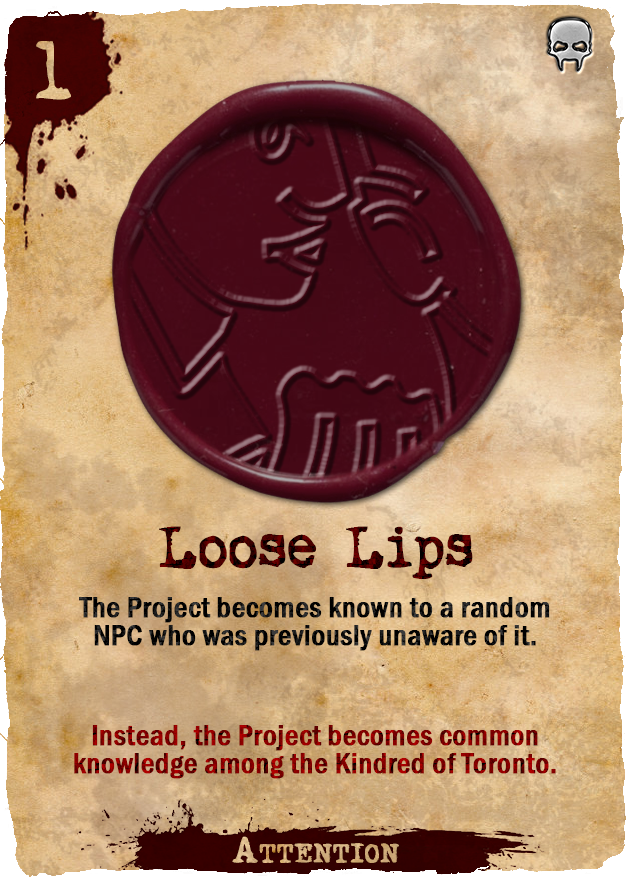 1
Loose Lips
The Project becomes known to a random
NPC who was previously unaware of it.
Instead, the Project becomes common
knowledge among the Kindred of Toronto.
Attention